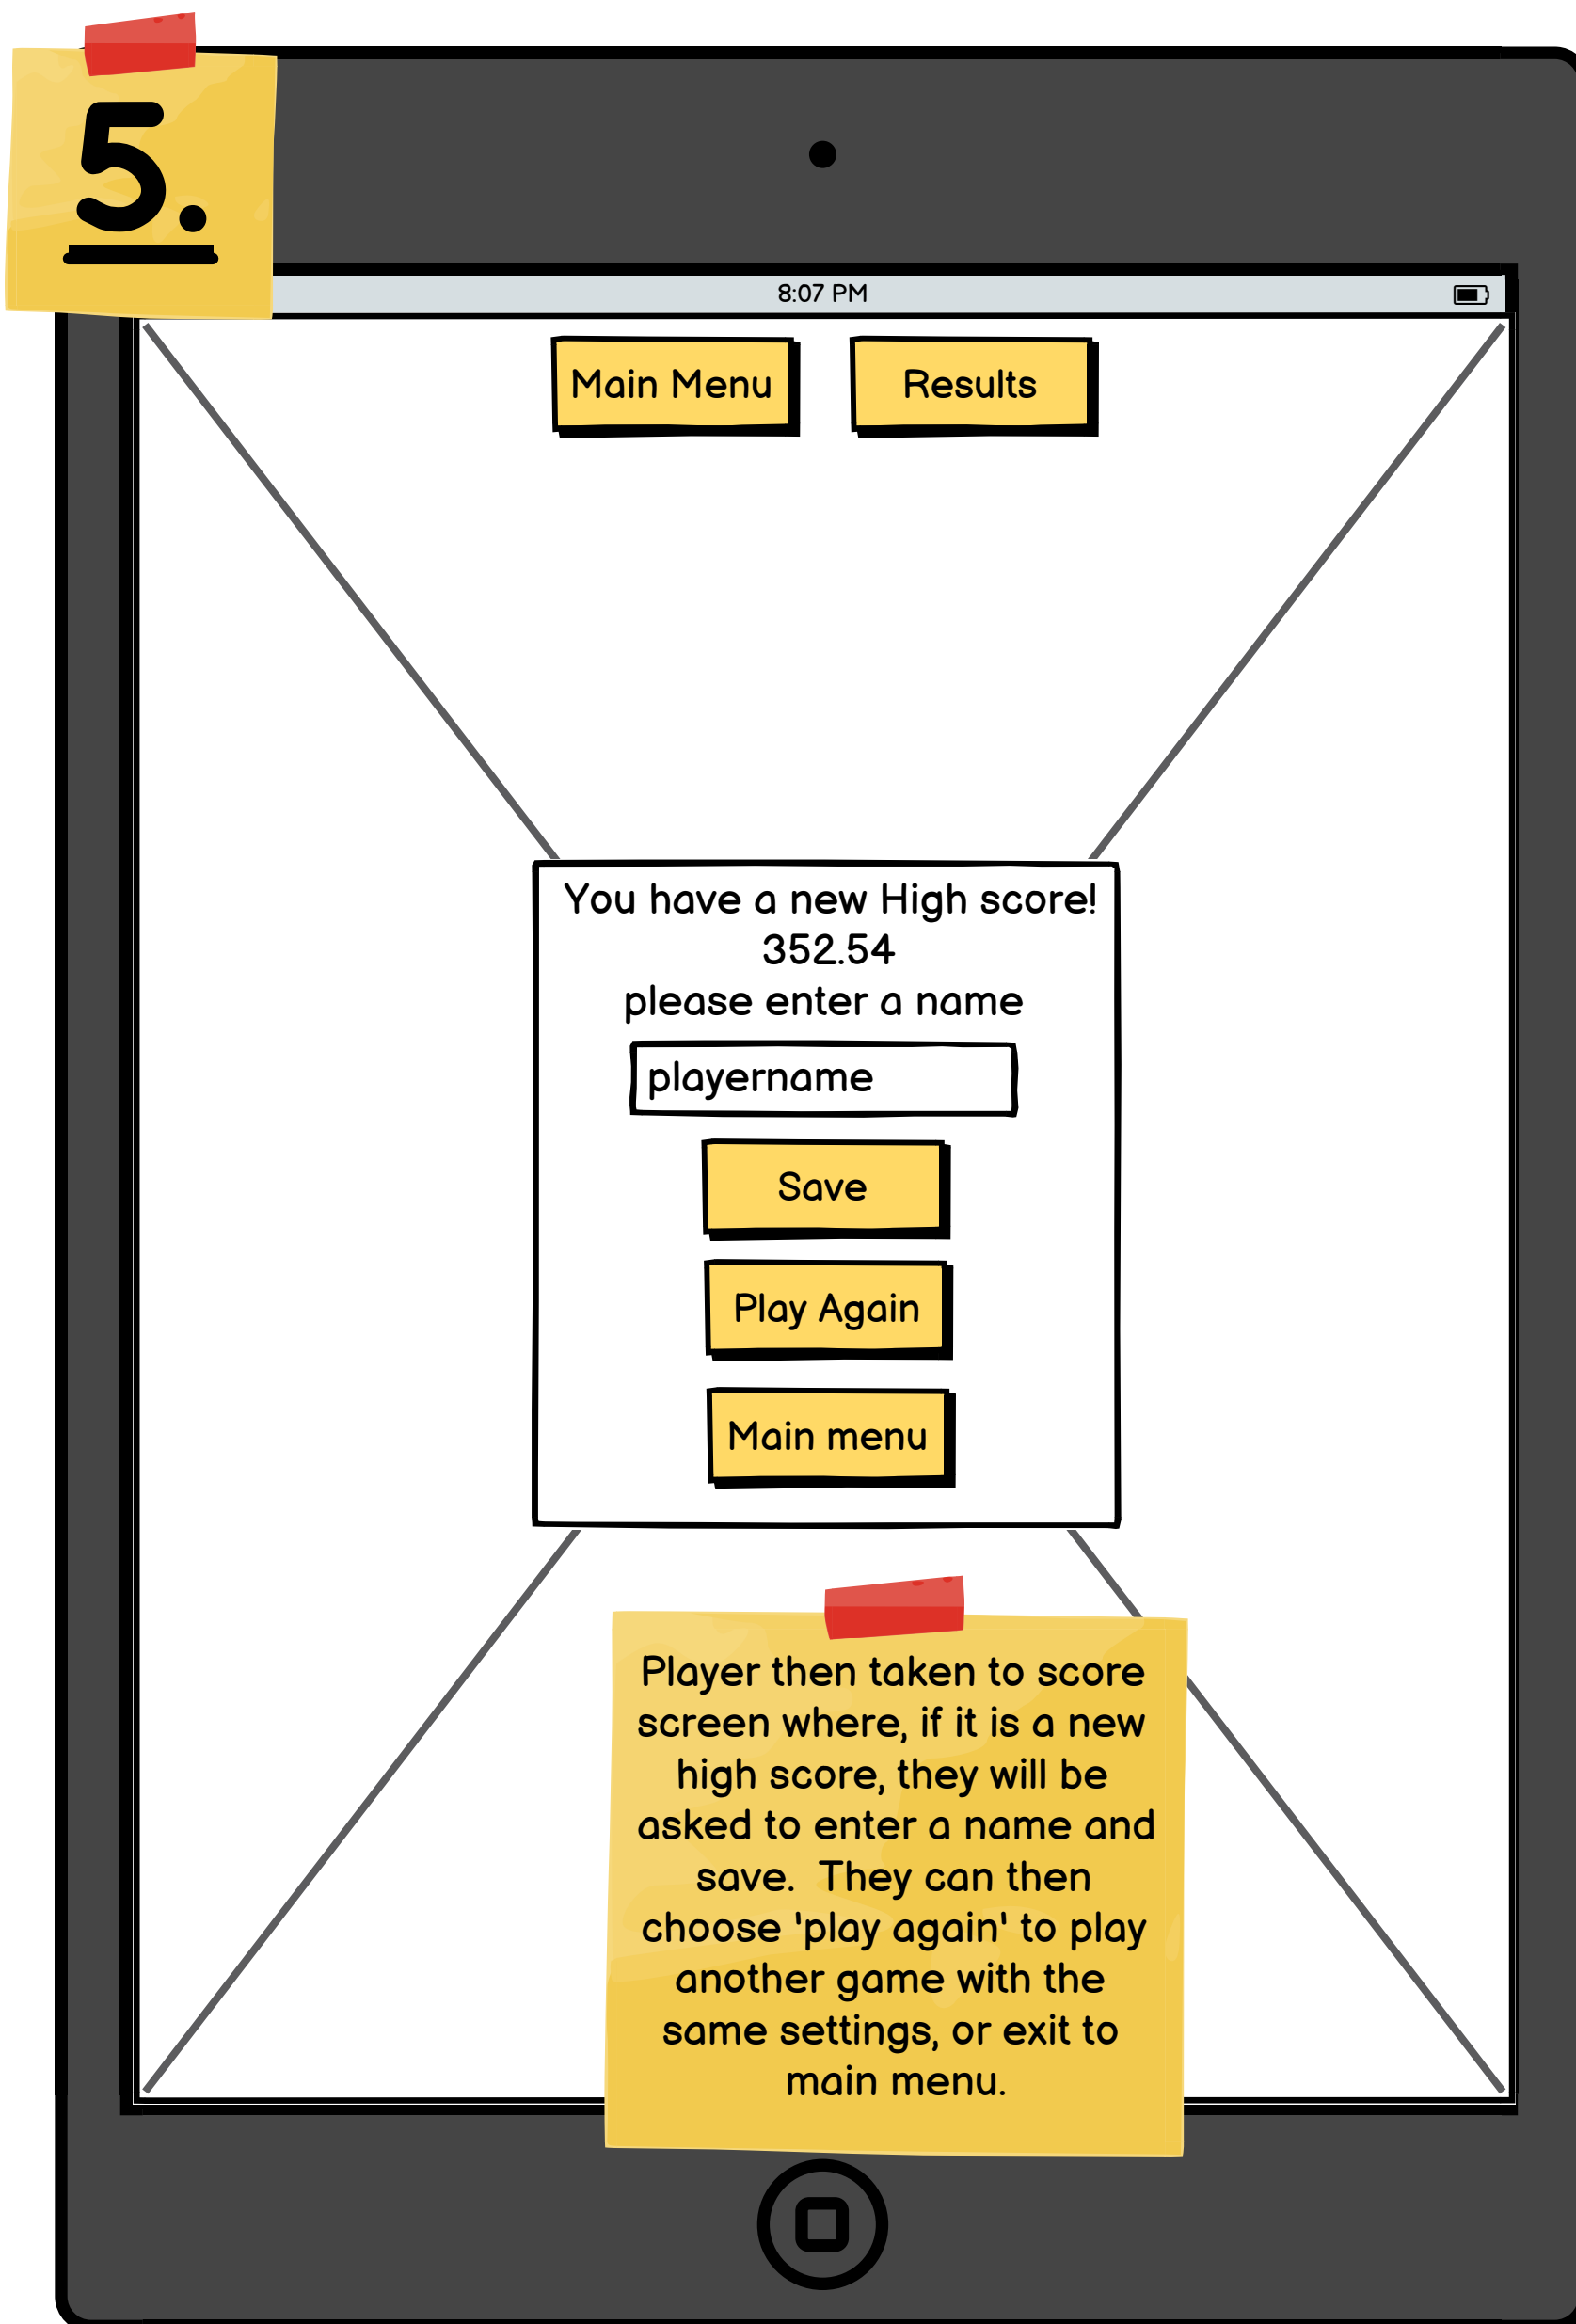 5.
8:07 PM
Main Menu
Results
You have a new High score!
352.54
please enter a name
playername
Save
Play Again
Main menu
Player then taken to score
screen where, if it is a new
high score, they will be
asked to enter a name and
save.  They can then
choose 'play again' to play
another game with the
same settings, or exit to
main menu.